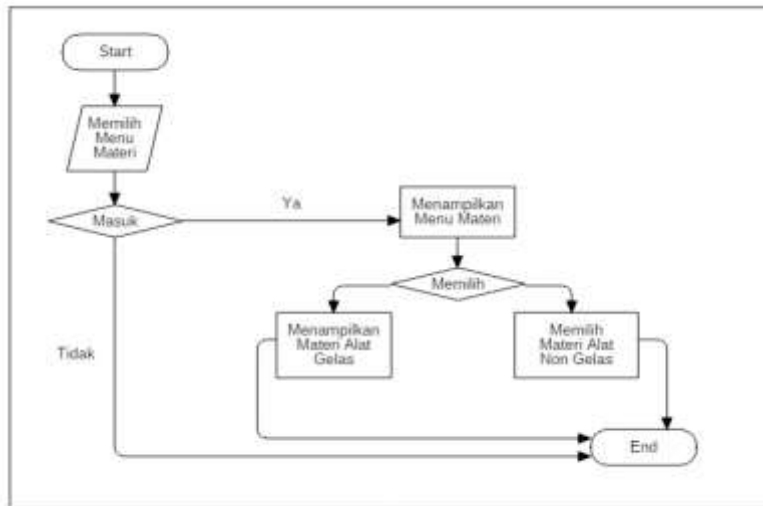 Start
Memilih
Menu
Materi
Masuk
Ya
Menampilkan
Menu Materi
Memilih
Menampilkan
Materi Alat
Gelas
Memilih
Materi Alat
Non Gelas
Tidak
End